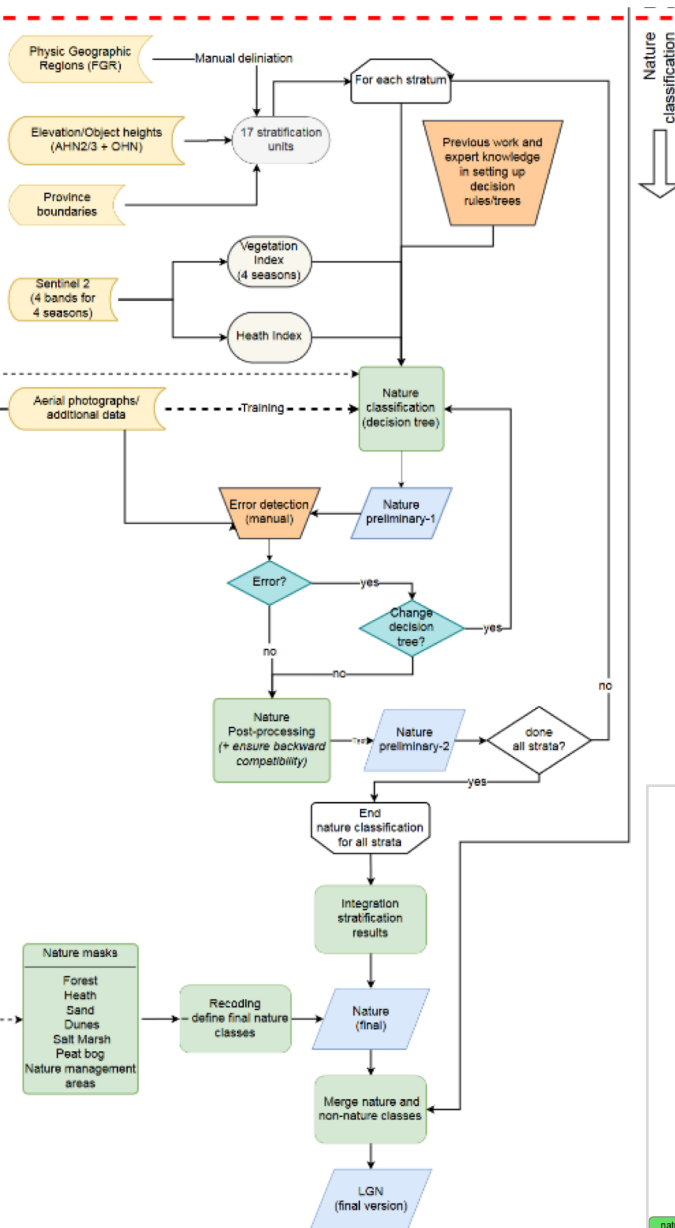 Nature
classification
Physic Geographic
Regions (FGR)
Manual deliniation
For each stratum
Elevation/Object heights
(AHN2/3 + OHN)
17 stratification
units
Previous work and
expert knowledge
in setting up
decision
rules/trees
Province
boundaries
Vegetation
Index
(4 seasons)
Sentinel 2
(4 bands for
4 seasons)
Heath Index
Aerial photographs/
additional data
Training
Nature
classification
(decision tree)
Error detection
(manual)
Nature
preliminary-1
Error?
yes
Change
decision
tree?
yes
no
no
no
Nature
Post-processing
(+ ensure backward
compatibility)
Text
Nature
preliminary-2
done
all strata?
yes
End
nature classification
for all strata
Integration
stratification
results
Nature masks
Forest
Heath
Sand
Dunes
Salt Marsh
Peat bog
Nature management
areas
Recoding
– define final nature
classes
Nature
(final)
Merge nature and
non-nature classes
LGN
(final version)
nat